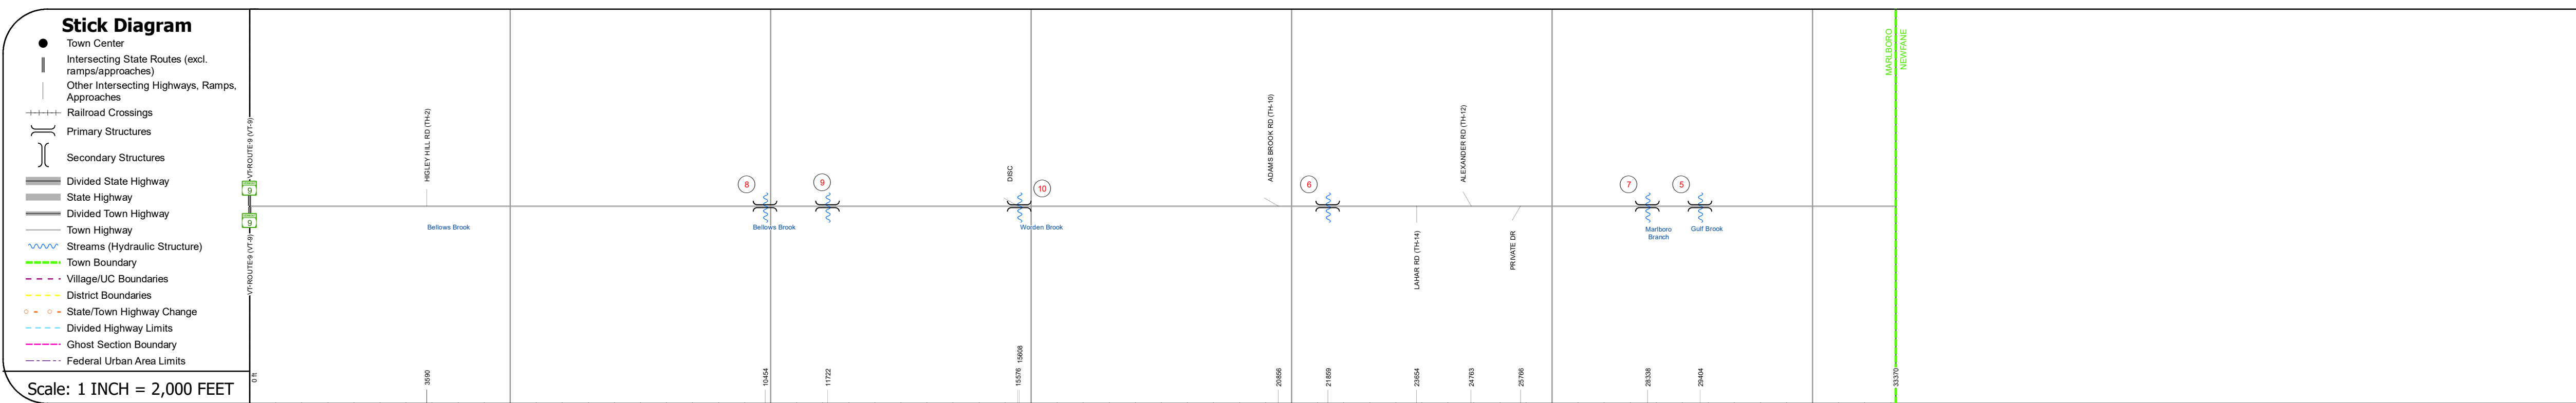 Stick Diagram
Town Center
Intersecting State Routes (excl.
ramps/approaches)
Other Intersecting Highways, Ramps,
Approaches
Railroad Crossings
Primary Structures
Secondary Structures
Divided State Highway
State Highway
Divided Town Highway
Town Highway
Streams (Hydraulic Structure)
Town Boundary
Village/UC Boundaries
District Boundaries
State/Town Highway Change
Divided Highway Limits
Ghost Section Boundary
Federal Urban Area Limits
Scale: 1 INCH = 2,000 FEET
VT-ROUTE-9 (VT-9)
9
9
VT-ROUTE-9 (VT-9)
0 ft
HIGLEY HILL RD (TH-2)
Bellows Brook
3590
8
Bellows Brook
10454
9
11722
DISC
10
Worden Brook
15576
15608
ADAMS BROOK RD (TH-10)
20856
6
21859
LAHAR RD (TH-14)
23654
ALEXANDER RD (TH-12)
24763
PRIVATE DR
25766
7
Marlboro
Branch
28338
5
Gulf Brook
29404
MARLBORO
NEWFANE
33370